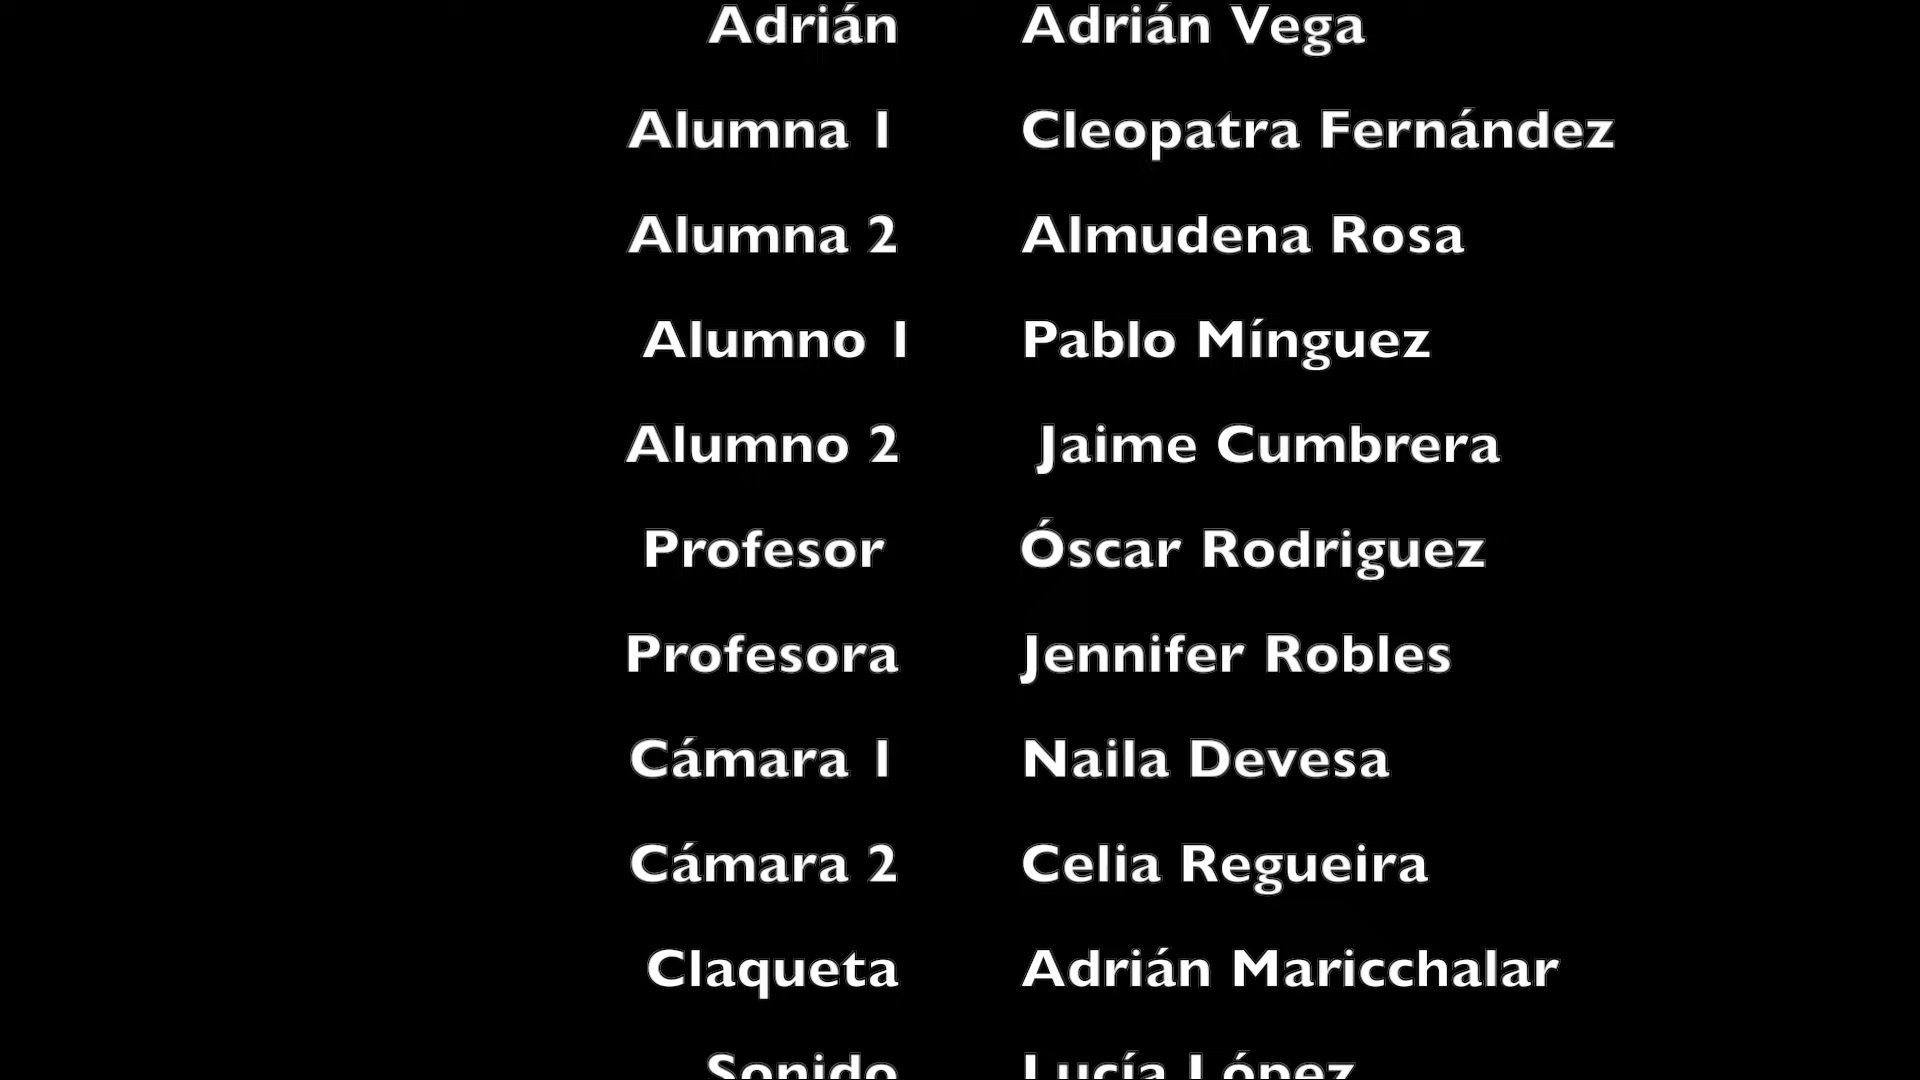 Adrián Adrián Vega
Alumna 1 Cleopatra Fernández
Alumna 2 Almudena Rosa
Alumno 1 Pablo Mínguez
Alumno 2 Jaime Cumbrera
Profesor Óscar Rodriguez
Profesora Jennifer Robles
Cámara 1 Naila Devesa
Cámara 2 Celia Regueira
Claqueta Adrián Maricchalar
Sonido Lucía López